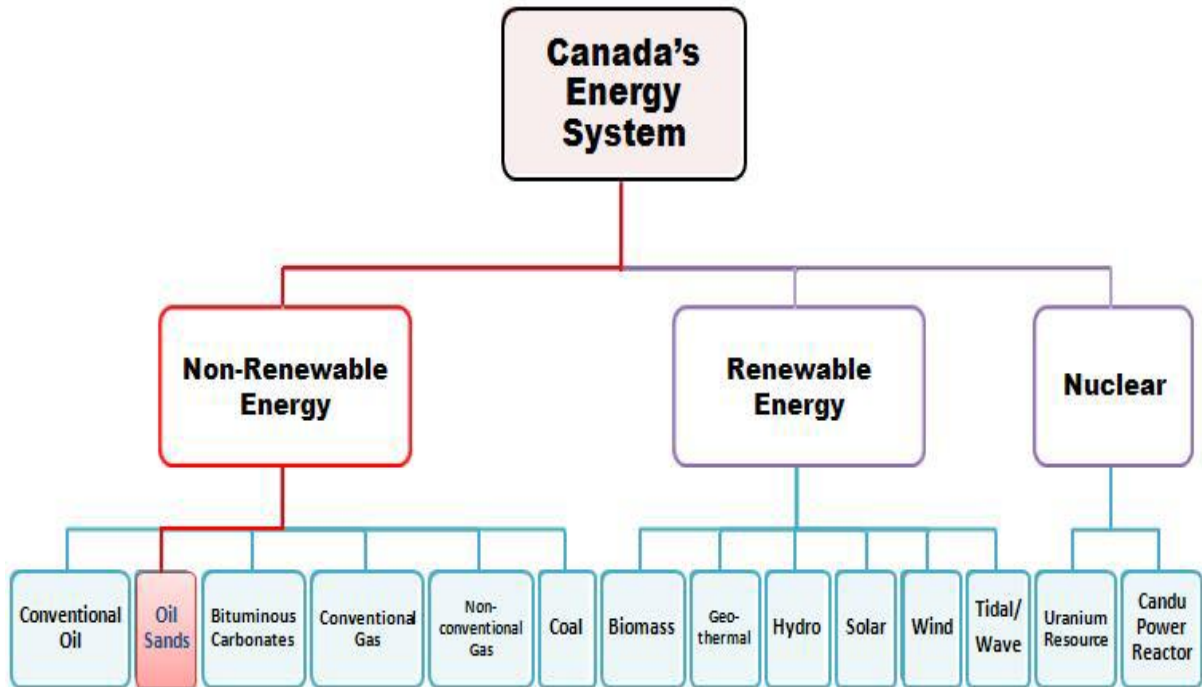 Canada's
Energy
System
Non-Renewable
Energy
Renewable
Energy
Nuclear
Conventional
Oil
Oil
Sands
Bituminous
Carbonates
Conventional
Gas
Non-
conventional
Gas
Coal
Biomass
Geo-
thermal
Hydro
Solar
Wind
Tidal/
Wave
Uranium
Resource
Candu
Power
Reactor